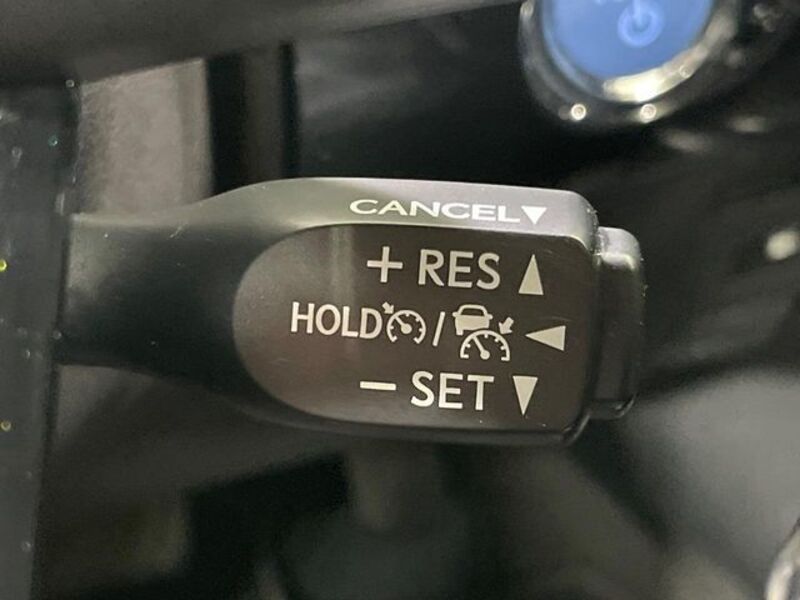 CANCEL▼
+ RES ▲
HOLD / ◀
− SET ▼